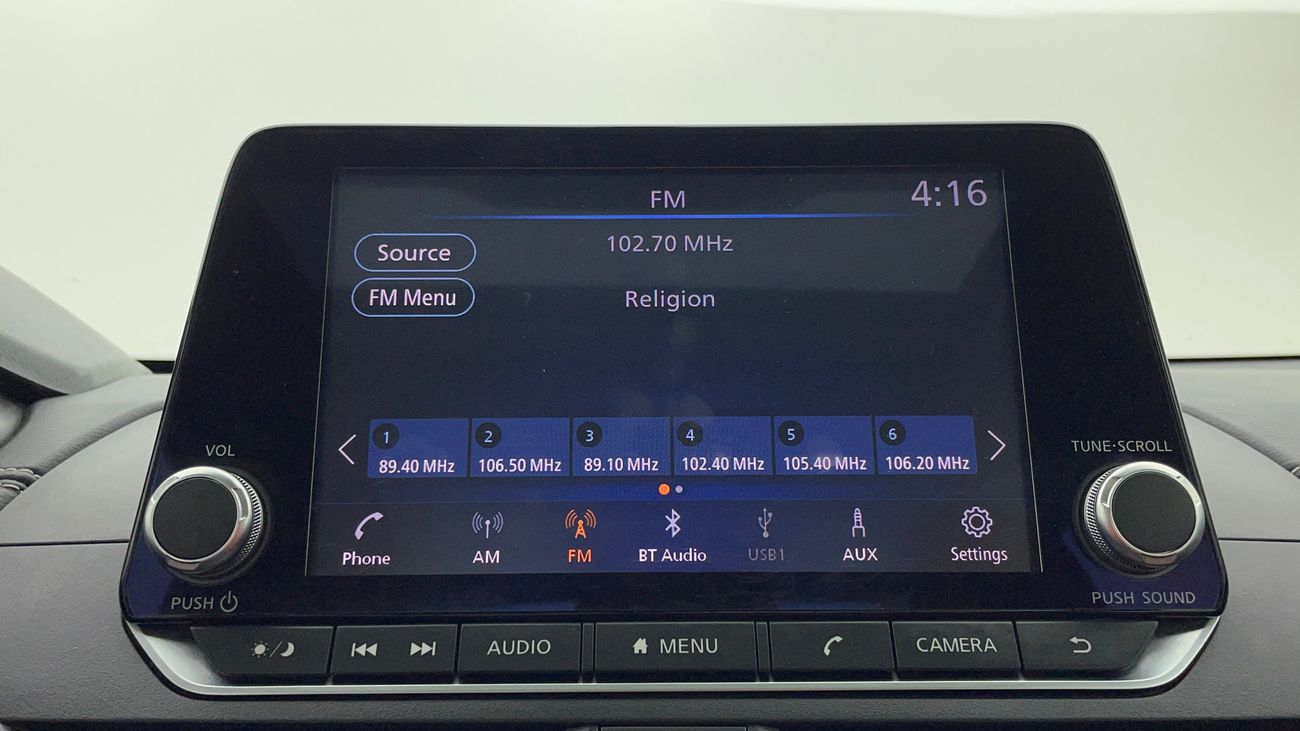 FM
4:16
Source
102.70 MHz
FM Menu
Religion
1
2
3
4
5
6
89.40 MHz
106.50 MHz
89.10 MHz
102.40 MHz
105.40 MHz
106.20 MHz
VOL
TUNE·SCROLL
Phone
AM
FM
BT Audio
USB1
AUX
Settings
PUSH
PUSH SOUND
AUDIO
MENU
CAMERA